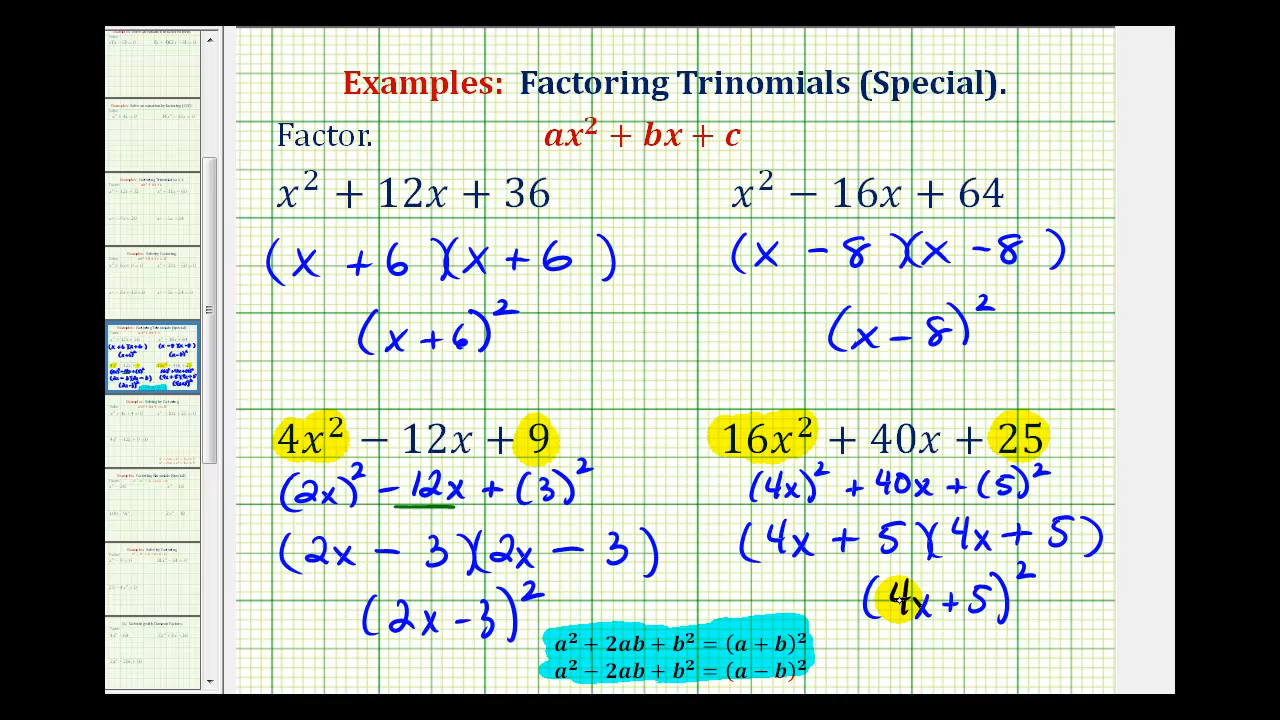 Examples: Factoring Trinomials (Special).
Factor. ax² + bx + c
x² + 12x + 36
(x + 6)(x + 6)
(x + 6)²
x² − 16x + 64
(x − 8)(x − 8)
(x − 8)²
4x² − 12x + 9
(2x)² − 12x + (3)²
(2x − 3)(2x − 3)
(2x − 3)²
16x² + 40x + 25
(4x)² + 40x + (5)²
(4x + 5)(4x + 5)
(4x + 5)²
a² + 2ab + b² = (a + b)²
a² − 2ab + b² = (a − b)²